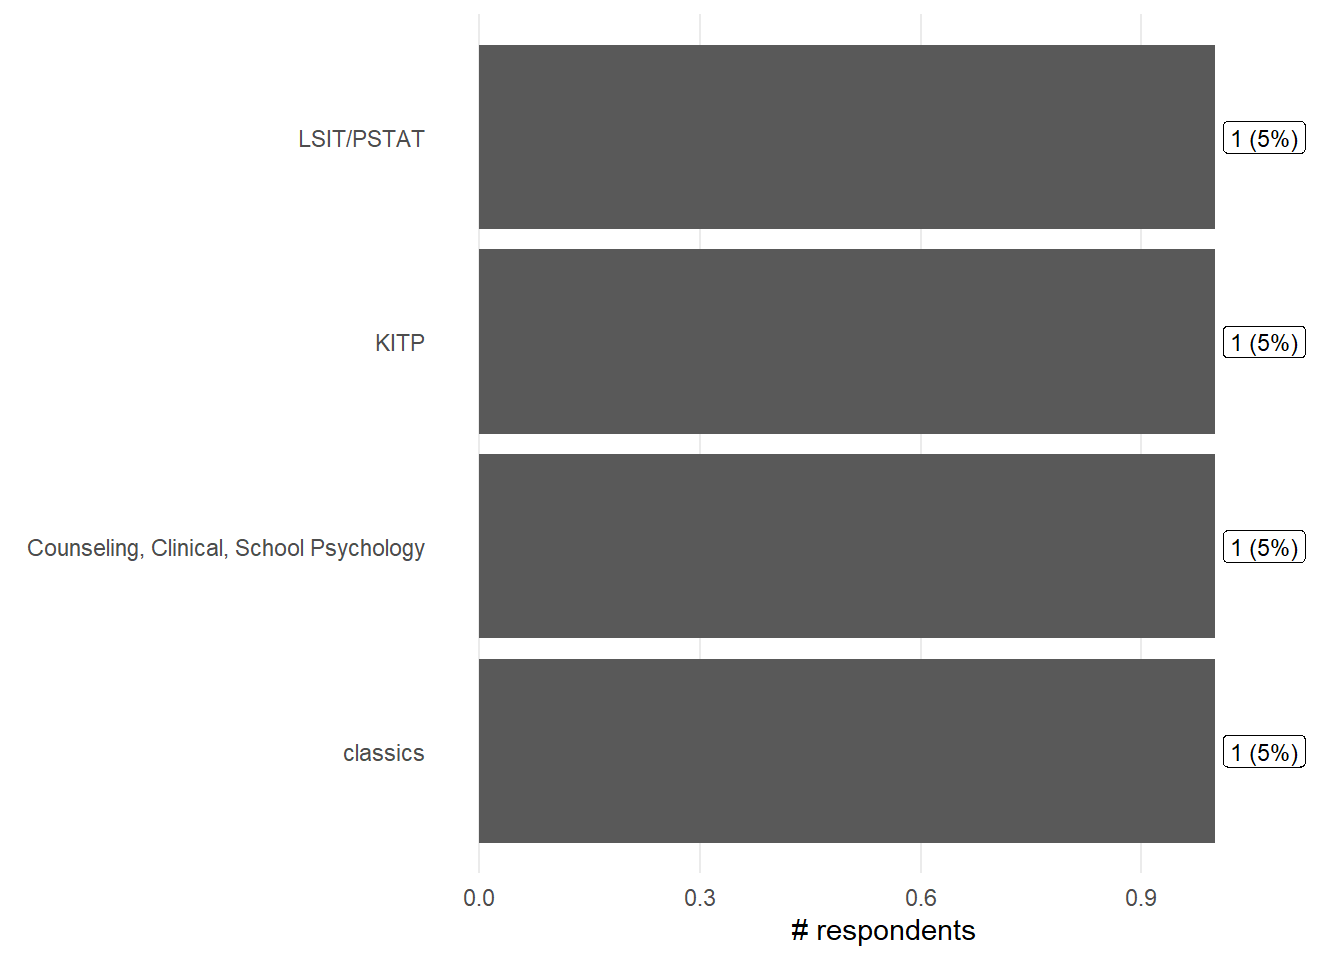 LSIT/PSTAT
1 (5%)
KITP
1 (5%)
Counseling, Clinical, School Psychology
1 (5%)
classics
1 (5%)
0.0 0.3 0.6 0.9
# respondents